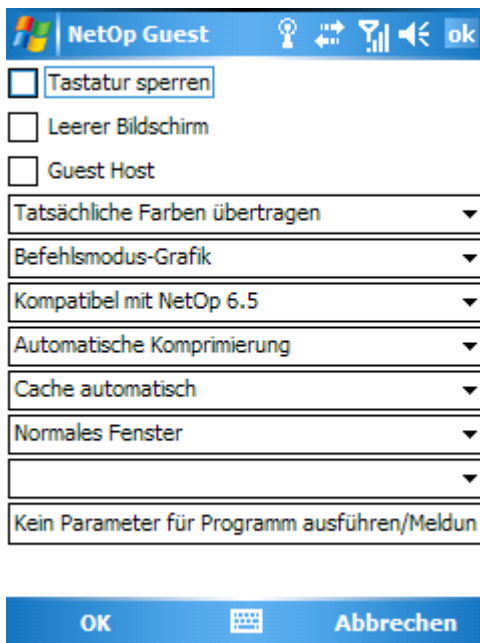 NetOp Guest ok
Tastatur sperren
Leerer Bildschirm
Guest Host
Tatsächliche Farben übertragen
Befehlsmodus-Grafik
Kompatibel mit NetOp 6.5
Automatische Komprimierung
Cache automatisch
Normales Fenster
Kein Parameter für Programm ausführen/Meldun
OK Abbrechen